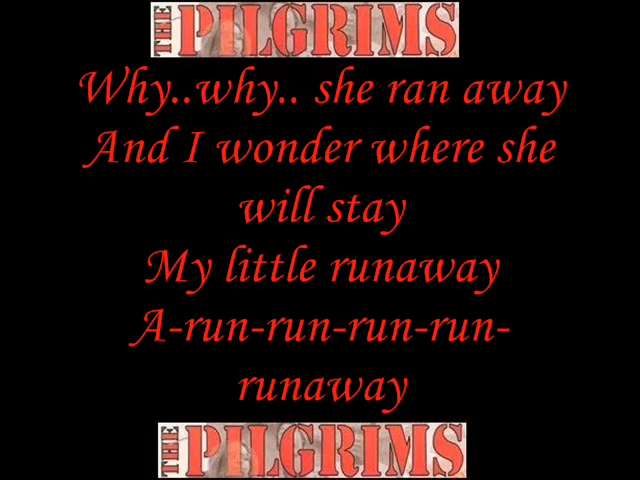 THE PILGRIMS
Why..why.. she ran away
And I wonder where she
will stay
My little runaway
A-run-run-run-run-
runaway
THE PILGRIMS